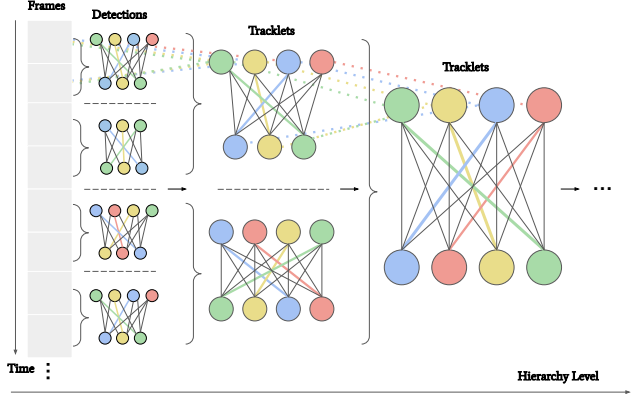 Frames
Detections
Tracklets
Tracklets
Time
Hierarchy Level